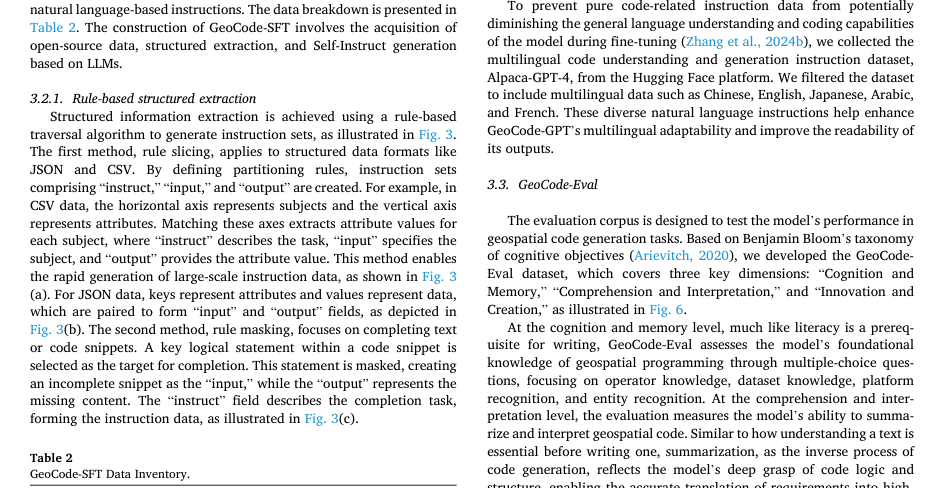 natural language-based instructions. The data breakdown is presented in
Table 2. The construction of GeoCode-SFT involves the acquisition of
open-source data, structured extraction, and Self-Instruct generation
based on LLMs.
3.2.1. Rule-based structured extraction
Structured information extraction is achieved using a rule-based
traversal algorithm to generate instruction sets, as illustrated in Fig. 3.
The first method, rule slicing, applies to structured data formats like
JSON and CSV. By defining partitioning rules, instruction sets
comprising “instruct,” “input,” and “output” are created. For example, in
CSV data, the horizontal axis represents subjects and the vertical axis
represents attributes. Matching these axes extracts attribute values for
each subject, where “instruct” describes the task, “input” specifies the
subject, and “output” provides the attribute value. This method enables
the rapid generation of large-scale instruction data, as shown in Fig. 3
(a). For JSON data, keys represent attributes and values represent data,
which are paired to form “input” and “output” fields, as depicted in
Fig. 3(b). The second method, rule masking, focuses on completing text
or code snippets. A key logical statement within a code snippet is
selected as the target for completion. This statement is masked, creating
an incomplete snippet as the “input,” while the “output” represents the
missing content. The “instruct” field describes the completion task,
forming the instruction data, as illustrated in Fig. 3(c).
Table 2
GeoCode-SFT Data Inventory.
To prevent pure code-related instruction data from potentially
diminishing the general language understanding and coding capabilities
of the model during fine-tuning (Zhang et al., 2024b), we collected the
multilingual code understanding and generation instruction dataset,
Alpaca-GPT-4, from the Hugging Face platform. We filtered the dataset
to include multilingual data such as Chinese, English, Japanese, Arabic,
and French. These diverse natural language instructions help enhance
GeoCode-GPT’s multilingual adaptability and improve the readability of
its outputs.
3.3. GeoCode-Eval
The evaluation corpus is designed to test the model’s performance in
geospatial code generation tasks. Based on Benjamin Bloom’s taxonomy
of cognitive objectives (Arievitch, 2020), we developed the GeoCode-
Eval dataset, which covers three key dimensions: “Cognition and
Memory,” “Comprehension and Interpretation,” and “Innovation and
Creation,” as illustrated in Fig. 6.
At the cognition and memory level, much like literacy is a prereq-
uisite for writing, GeoCode-Eval assesses the model’s foundational
knowledge of geospatial programming through multiple-choice ques-
tions, focusing on operator knowledge, dataset knowledge, platform
recognition, and entity recognition. At the comprehension and inter-
pretation level, the evaluation measures the model’s ability to summa-
rize and interpret geospatial code. Similar to how understanding a text is
essential before writing one, summarization, as the inverse process of
code generation, reflects the model’s deep grasp of code logic and
structure, enabling the accurate translation of requirements into high-